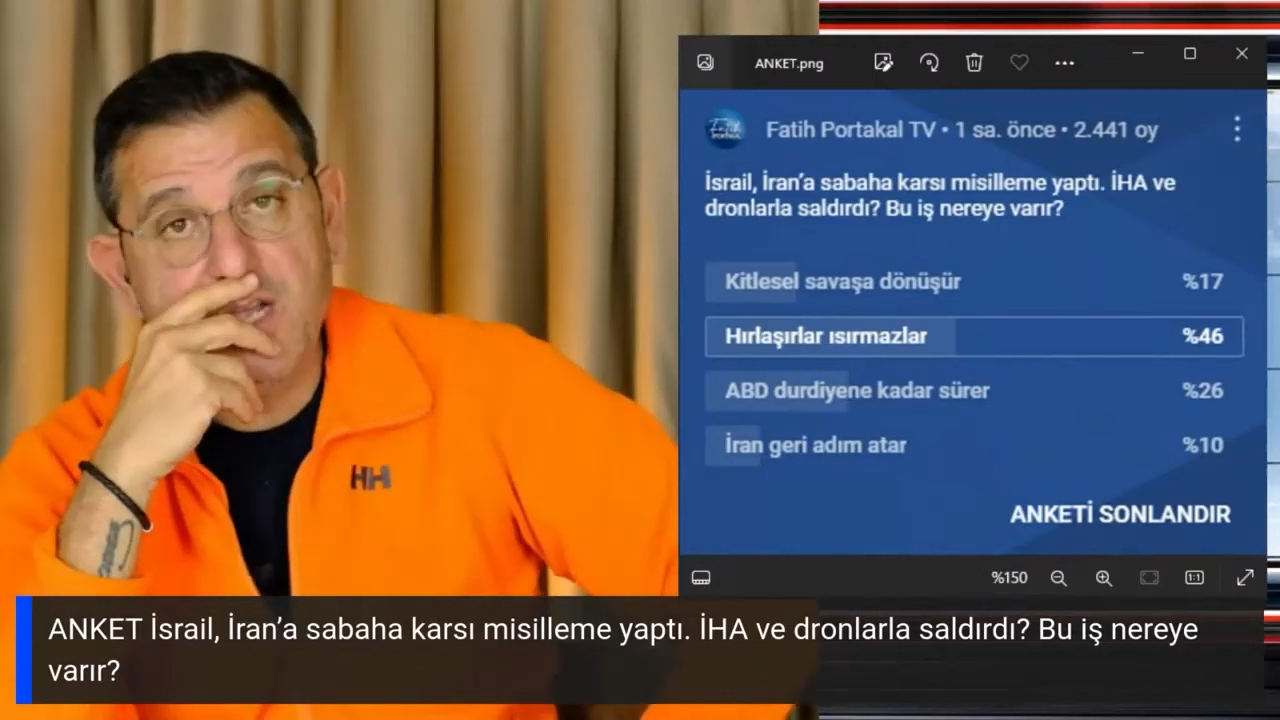 ANKET.png
Fatih Portakal TV • 1 sa. önce • 2.441 oy
İsrail, İran’a sabaha karsı misilleme yaptı. İHA ve
dronlarla saldırdı? Bu iş nereye varır?
Kitlesel savaşa dönüşür %17
Hırlaşırlar ısırmazlar %46
ABD durdiyene kadar sürer %26
İran geri adım atar %10
ANKETİ SONLANDIR
%150
1:1
HH
ANKET İsrail, İran’a sabaha karsı misilleme yaptı. İHA ve dronlarla saldırdı? Bu iş nereye
varır?